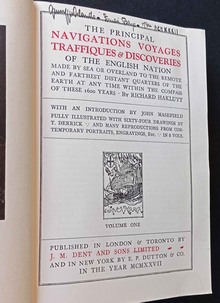 THE PRINCIPAL
NAVIGATIONS VOYAGES
TRAFFIQUES & DISCOVERIES
OF THE ENGLISH NATION
MADE BY SEA OR OVERLAND TO THE REMOTE
AND FARTHEST DISTANT QUARTERS OF THE
EARTH AT ANY TIME WITHIN THE COMPASS
OF THESE 1600 YEARS · BY RICHARD HAKLUYT
WITH AN INTRODUCTION BY JOHN MASEFIELD
FULLY ILLUSTRATED WITH SIXTY-FOUR DRAWINGS BY
T. DERRICK AND MANY REPRODUCTIONS FROM CON-
TEMPORARY PORTRAITS, ENGRAVINGS, Etc. IN 8 VOLS.
VOLUME ONE
PUBLISHED IN LONDON & TORONTO BY
J. M. DENT AND SONS LIMITED
AND IN NEW YORK BY E. P. DUTTON & CO.
IN THE YEAR MCMXXVII